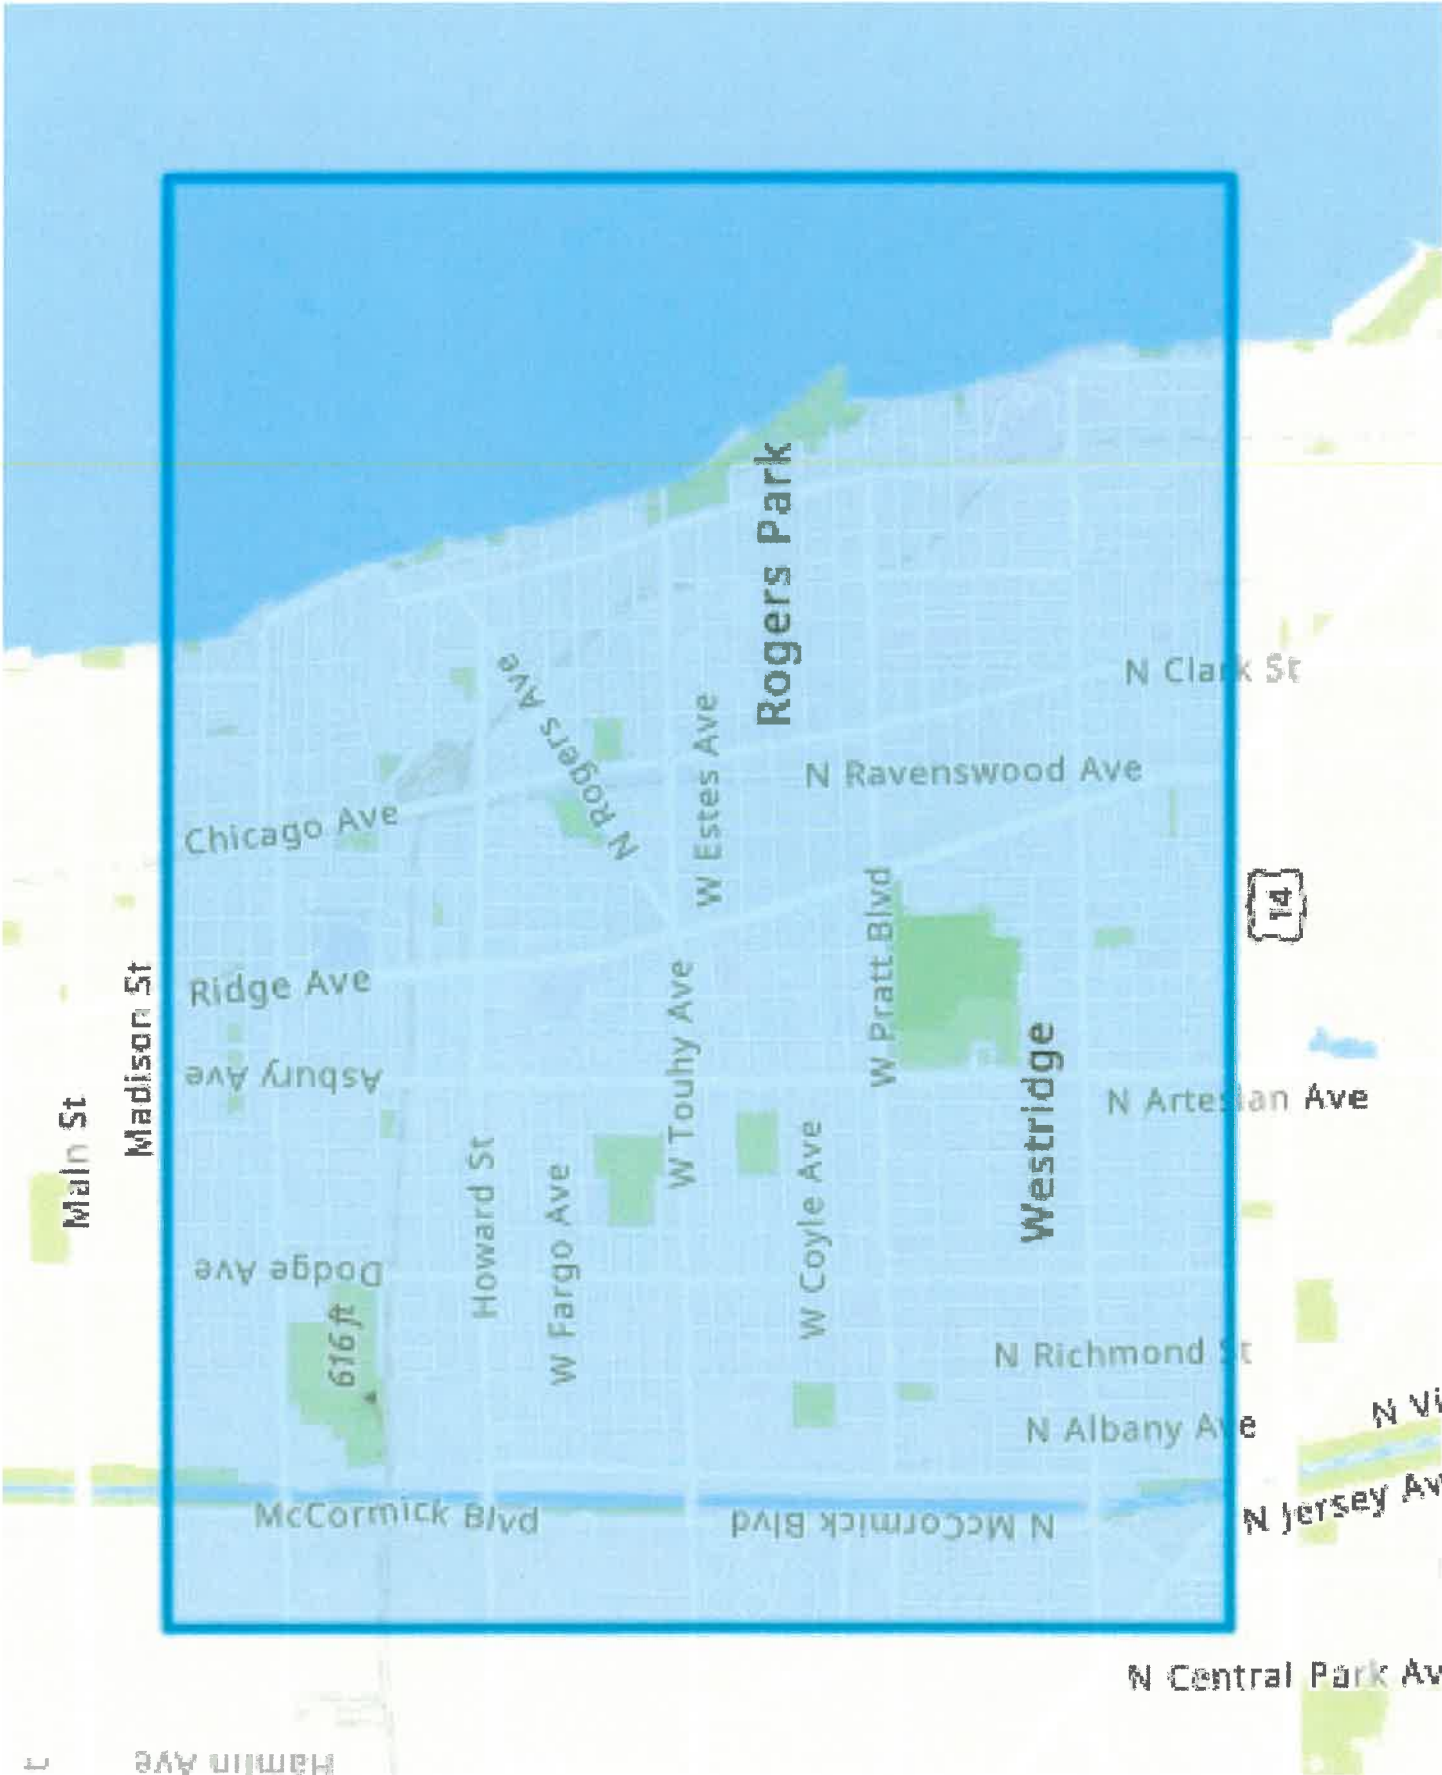 Rogers Park
N Clark St
N Rogers Ave
W Estes Ave
N Ravenswood Ave
Chicago Ave
14
W Pratt Blvd
Ridge Ave
Madison St
W Touhy Ave
Asbury Ave
Westridge
N Artesian Ave
Main St
Howard St
W Fargo Ave
W Coyle Ave
Dodge Ave
616 ft
N Richmond St
N Albany Ave
N Vi
McCormick Blvd
N McCormick Blvd
N Jersey Av
N Central Park Av
Hamlin Ave